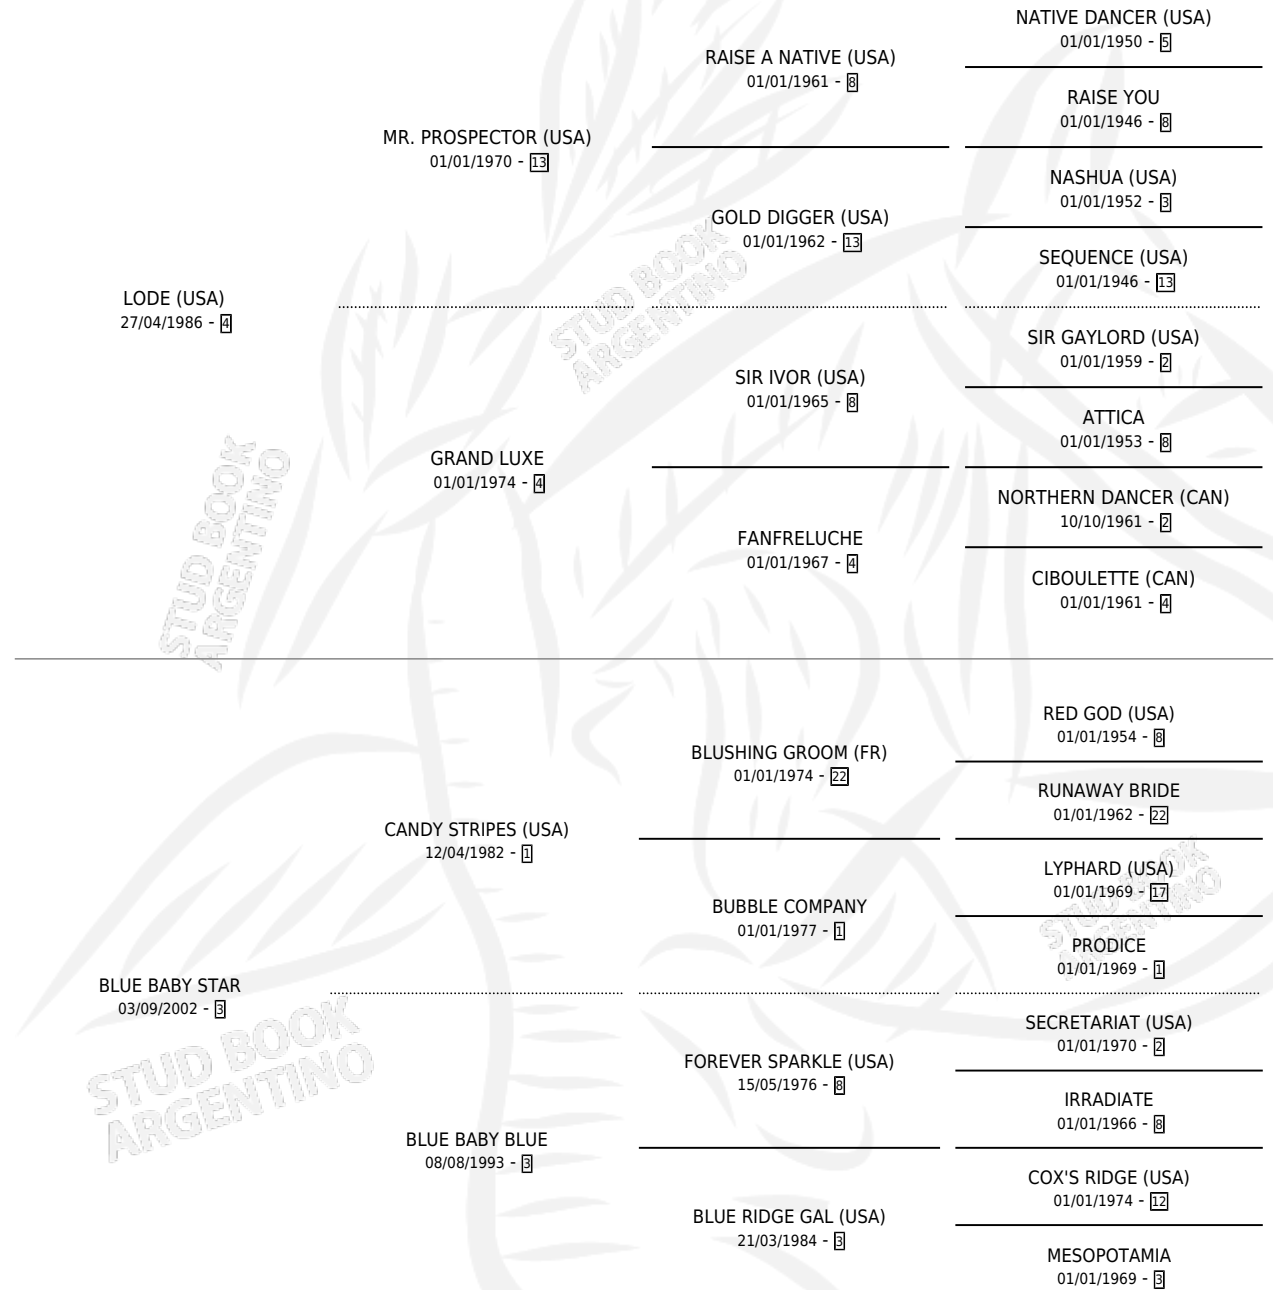 NATIVE DANCER (USA)
01/01/1950 - 5
RAISE A NATIVE (USA)
01/01/1961 - 8
RAISE YOU
01/01/1946 - 8
MR. PROSPECTOR (USA)
01/01/1970 - 13
NASHUA (USA)
01/01/1952 - 3
GOLD DIGGER (USA)
01/01/1962 - 13
SEQUENCE (USA)
01/01/1946 - 13
LODE (USA)
27/04/1986 - 4
STUD BOOK
ARGENTINO
SIR GAYLORD (USA)
01/01/1959 - 2
SIR IVOR (USA)
01/01/1965 - 8
ATTICA
01/01/1953 - 8
GRAND LUXE
01/01/1974 - 4
NORTHERN DANCER (CAN)
10/10/1961 - 2
FANFRELUCHE
01/01/1967 - 4
CIBOULETTE (CAN)
01/01/1961 - 4
STUD BOOK
ARGENTINO
RED GOD (USA)
01/01/1954 - 8
BLUSHING GROOM (FR)
01/01/1974 - 22
RUNAWAY BRIDE
01/01/1962 - 22
CANDY STRIPES (USA)
12/04/1982 - 1
LYPHARD (USA)
01/01/1969 - 17
BUBBLE COMPANY
01/01/1977 - 1
STUD BOOK
ARGENTINO
PRODICE
01/01/1969 - 1
BLUE BABY STAR
03/09/2002 - 3
STUD BOOK
ARGENTINO
SECRETARIAT (USA)
01/01/1970 - 2
FOREVER SPARKLE (USA)
15/05/1976 - 8
IRRADIATE
01/01/1966 - 8
BLUE BABY BLUE
08/08/1993 - 3
COX'S RIDGE (USA)
01/01/1974 - 12
BLUE RIDGE GAL (USA)
21/03/1984 - 3
MESOPOTAMIA
01/01/1969 - 3